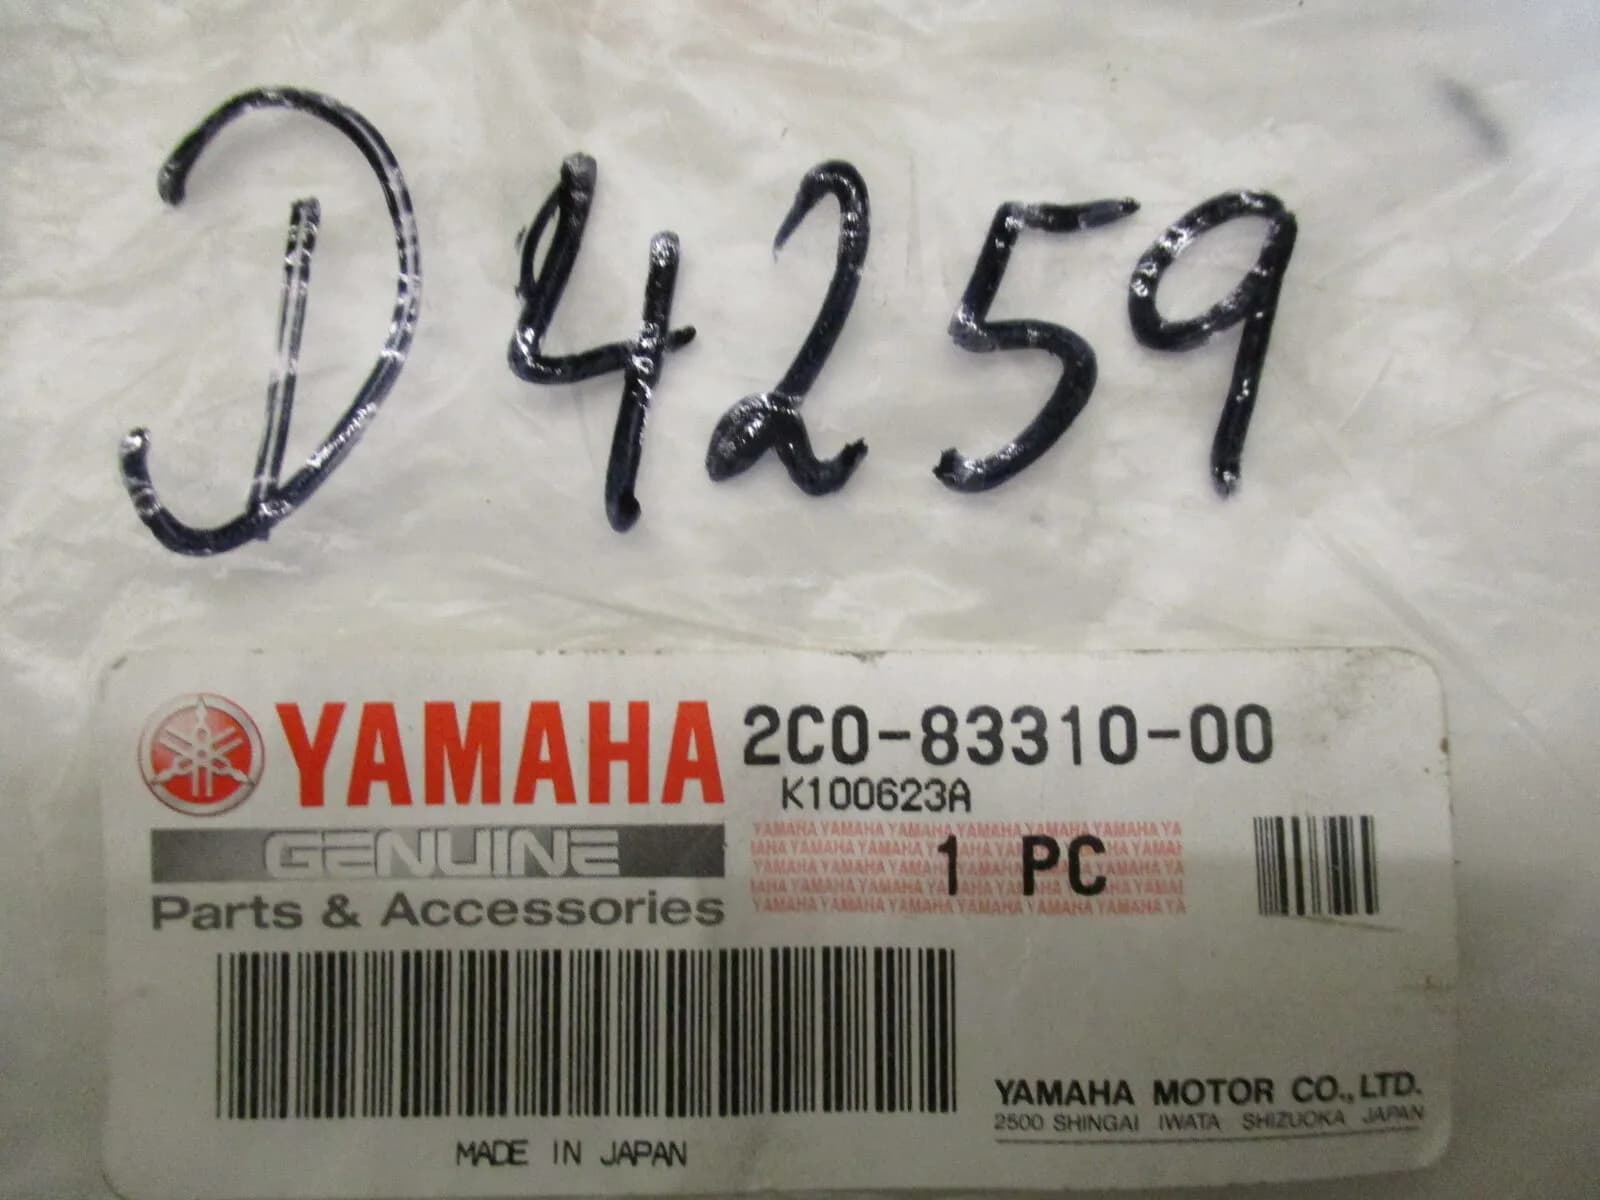 D4259
YAMAHA 2C0-83310-00
K100623A
GENUINE
1 PC
Parts & Accessories
YAMAHA MOTOR CO., LTD.
2500 SHINGAI IWATA SHIZUOKA JAPAN
MADE IN JAPAN